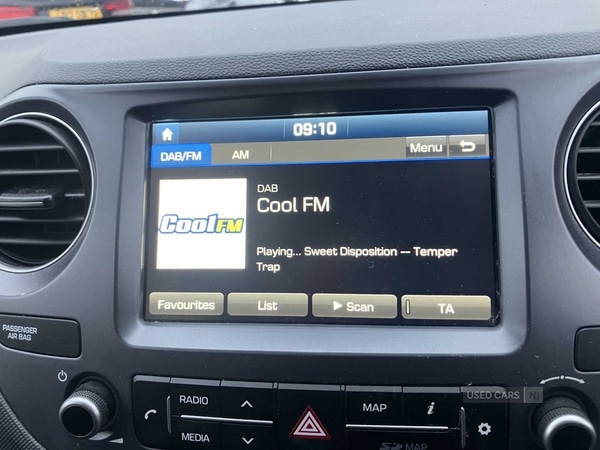 09:10
DAB/FM AM Menu
DAB
Cool FM
CoolFM
Playing... Sweet Disposition -- Temper
Trap
Favourites List Scan TA
PASSENGER
AIR BAG
RADIO MAP i
MEDIA SD MAP
USED CARS NI